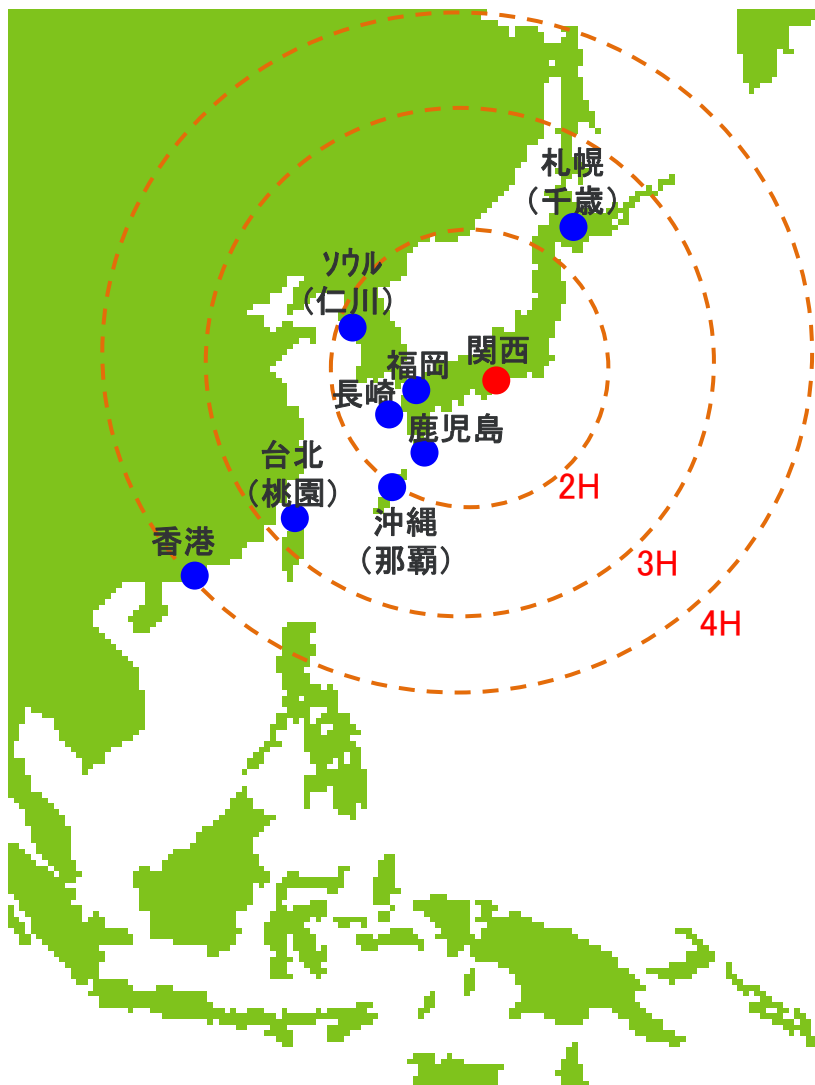 札幌
（千歳）
ソウル
（仁川）
関西
福岡
長崎
鹿児島
台北
（桃園）
2H
沖縄
（那覇）
香港
3H
4H